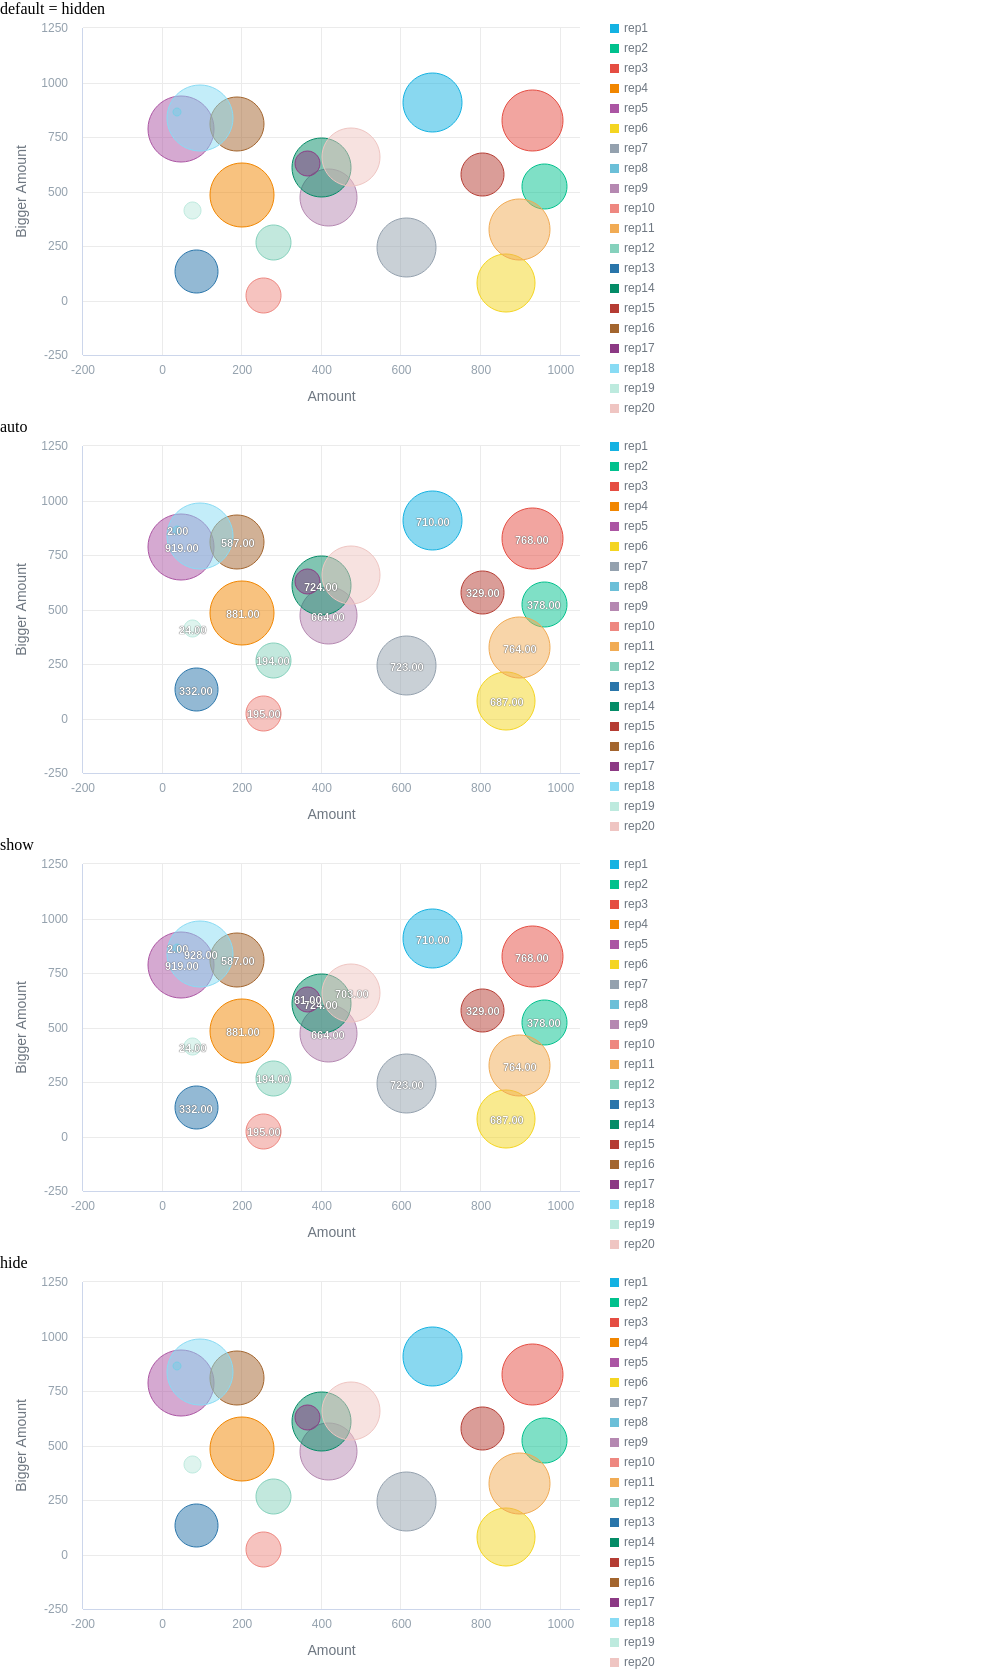 default = hidden
1250
1000
750
500
250
0
-250
-200 0 200 400 600 800 1000
Amount
Bigger Amount
rep1
rep2
rep3
rep4
rep5
rep6
rep7
rep8
rep9
rep10
rep11
rep12
rep13
rep14
rep15
rep16
rep17
rep18
rep19
rep20
auto
1250
1000
750
500
250
0
-250
-200 0 200 400 600 800 1000
Amount
Bigger Amount
710.00
2.00
919.00
587.00
768.00
724.00
329.00
378.00
881.00
664.00
24.00
194.00
723.00
764.00
332.00
195.00
687.00
rep1
rep2
rep3
rep4
rep5
rep6
rep7
rep8
rep9
rep10
rep11
rep12
rep13
rep14
rep15
rep16
rep17
rep18
rep19
rep20
show
1250
1000
750
500
250
0
-250
-200 0 200 400 600 800 1000
Amount
Bigger Amount
710.00
2.00
928.00
919.00
587.00
768.00
703.00
81.00
724.00
329.00
378.00
881.00
664.00
24.00
194.00
723.00
764.00
332.00
195.00
687.00
rep1
rep2
rep3
rep4
rep5
rep6
rep7
rep8
rep9
rep10
rep11
rep12
rep13
rep14
rep15
rep16
rep17
rep18
rep19
rep20
hide
1250
1000
750
500
250
0
-250
-200 0 200 400 600 800 1000
Amount
Bigger Amount
rep1
rep2
rep3
rep4
rep5
rep6
rep7
rep8
rep9
rep10
rep11
rep12
rep13
rep14
rep15
rep16
rep17
rep18
rep19
rep20